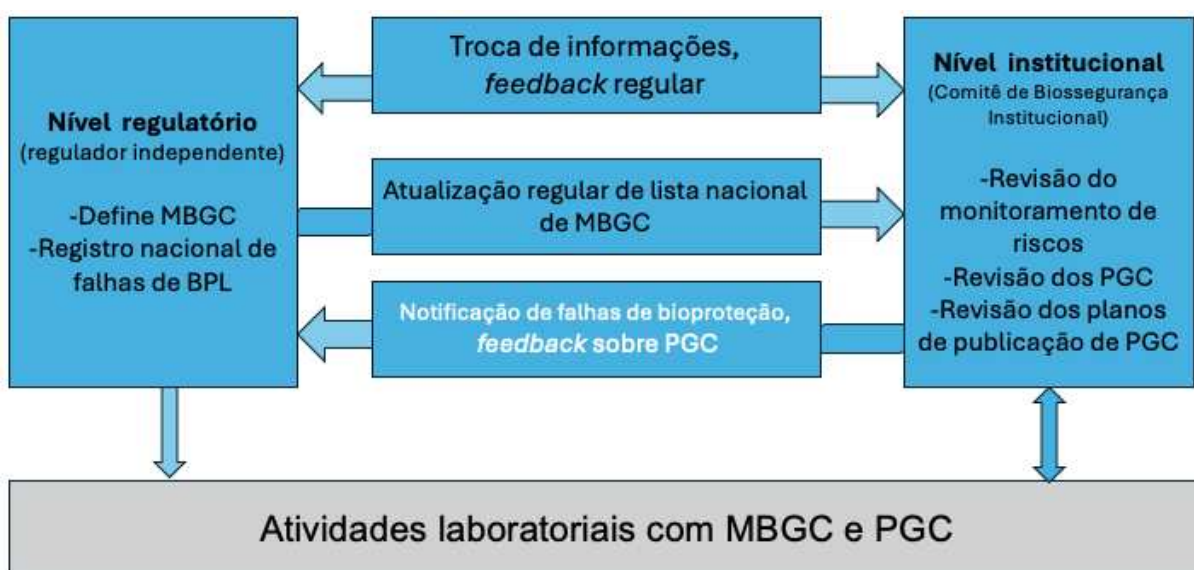 Nível regulatório
(regulador independente)
-Define MBGC
-Registro nacional de
falhas de BPL
Troca de informações,
feedback regular
Atualização regular de lista nacional
de MBGC
Notificação de falhas de bioproteção,
feedback sobre PGC
Nível institucional
(Comitê de Biossegurança
Institucional)
-Revisão do
monitoramento de
riscos
-Revisão dos PGC
-Revisão dos planos
de publicação de PGC
Atividades laboratoriais com MBGC e PGC